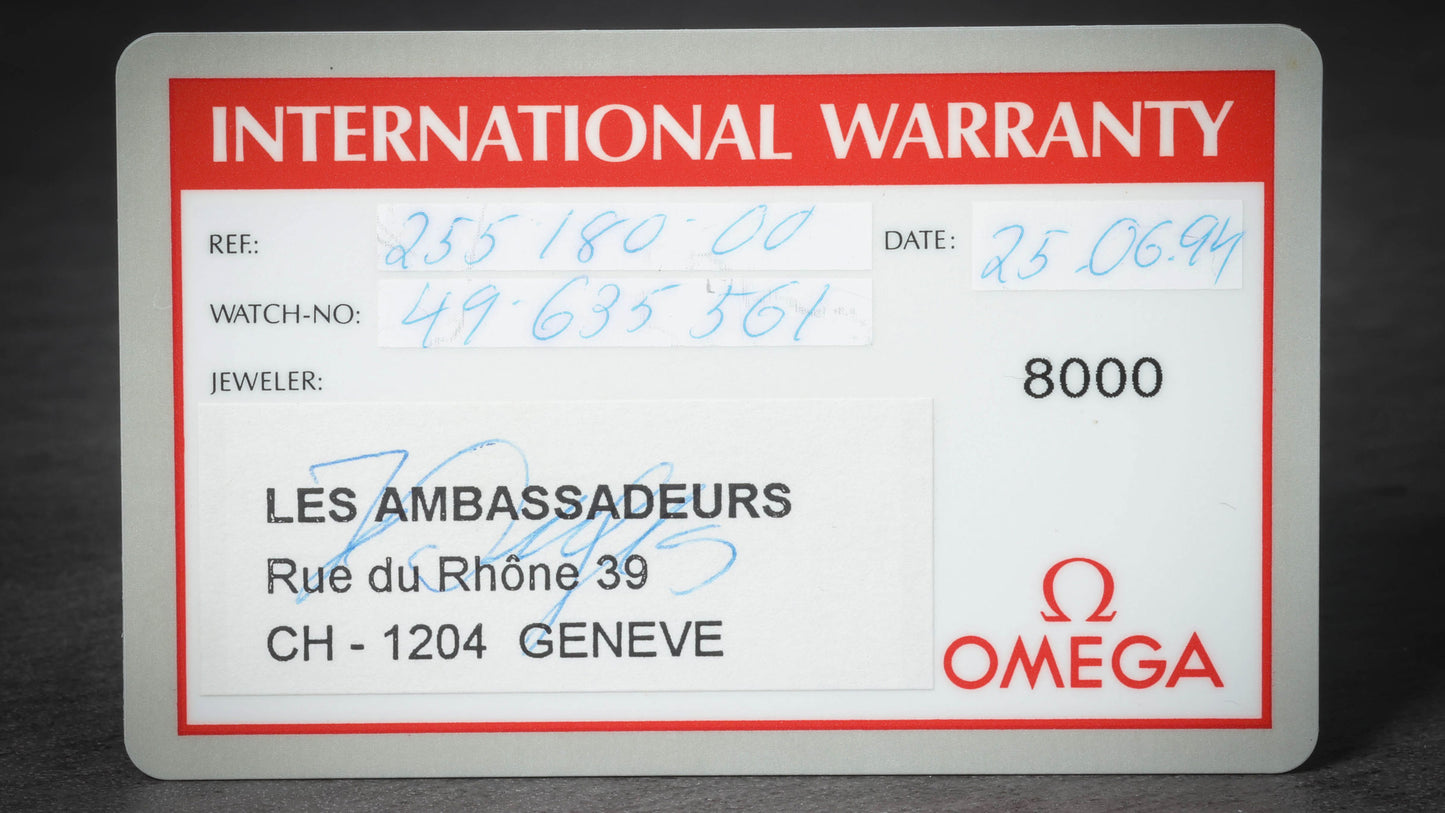 INTERNATIONAL WARRANTY
REF.: 255 180-00
DATE: 25.06.94
WATCH-NO: 49-635 561
JEWELER:
8000
LES AMBASSADEURS
Rue du Rhône 39
CH - 1204 GENEVE
Ω
OMEGA